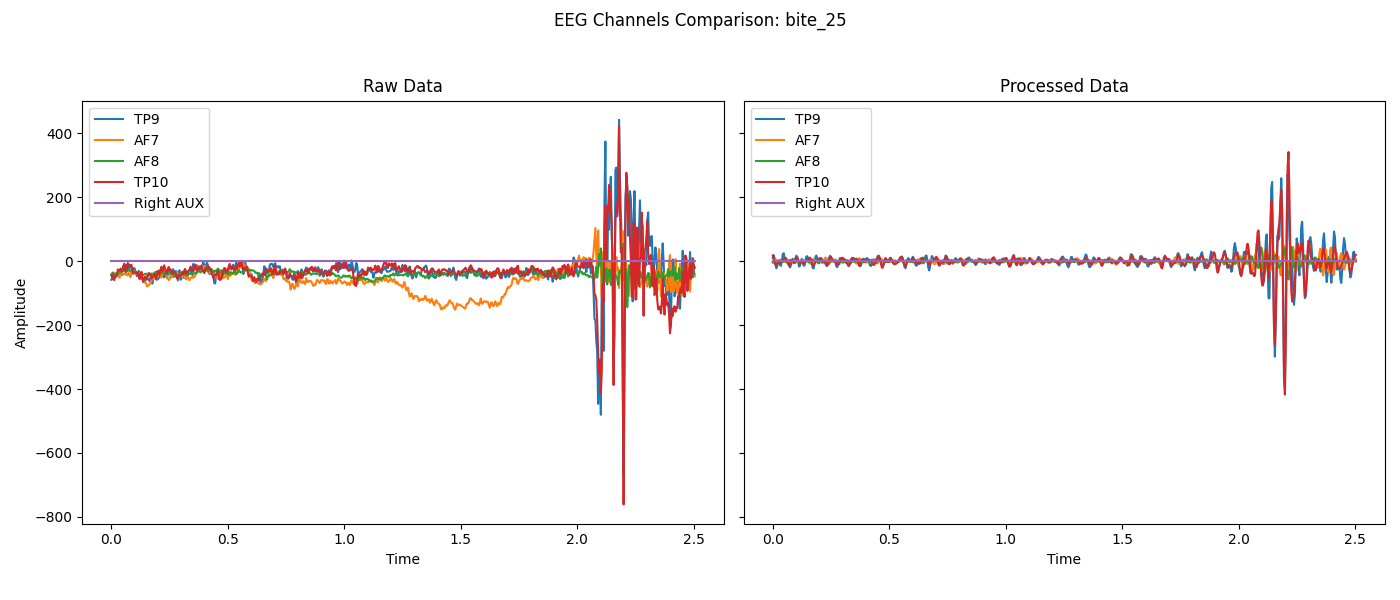 EEG Channels Comparison: bite_25
Raw Data
TP9
AF7
AF8
TP10
Right AUX
400
200
0
−200
−400
−600
−800
Amplitude
0.0 0.5 1.0 1.5 2.0 2.5
Time
Processed Data
TP9
AF7
AF8
TP10
Right AUX
0.0 0.5 1.0 1.5 2.0 2.5
Time